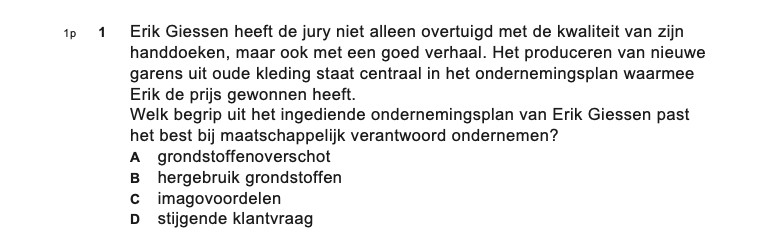 1p 1 Erik Giessen heeft de jury niet alleen overtuigd met de kwaliteit van zijn
handdoeken, maar ook met een goed verhaal. Het produceren van nieuwe
garens uit oude kleding staat centraal in het ondernemingsplan waarmee
Erik de prijs gewonnen heeft.
Welk begrip uit het ingediende ondernemingsplan van Erik Giessen past
het best bij maatschappelijk verantwoord ondernemen?
A grondstoffenoverschot
B hergebruik grondstoffen
C imagovoordelen
D stijgende klantvraag